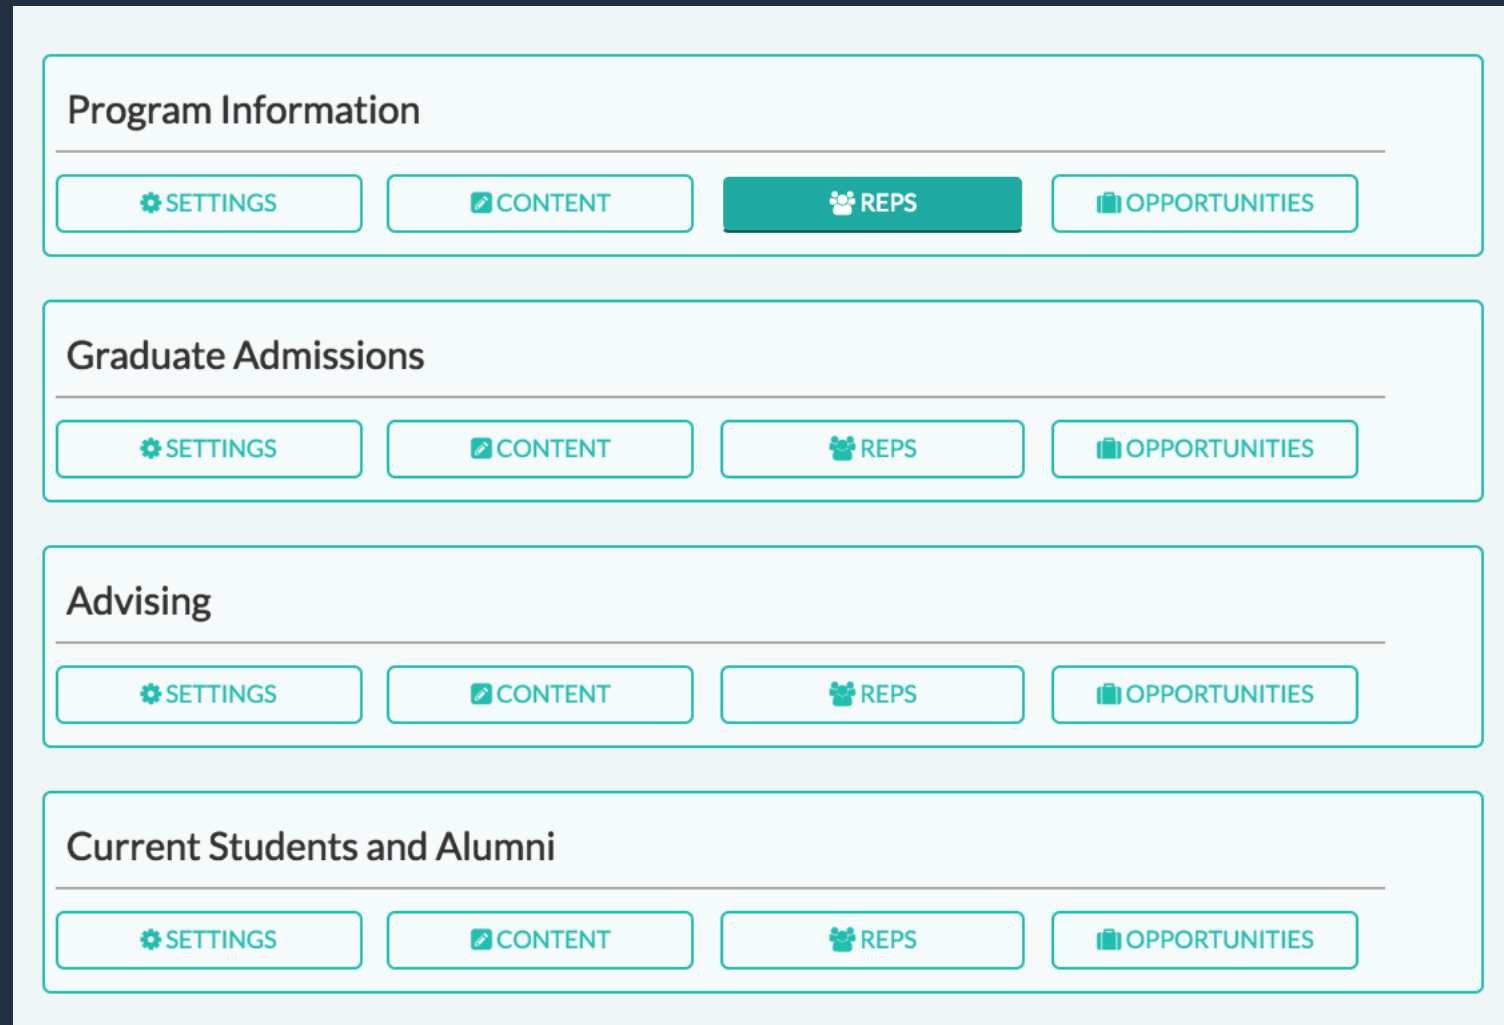 Program Information
SETTINGS CONTENT REPS OPPORTUNITIES
Graduate Admissions
SETTINGS CONTENT REPS OPPORTUNITIES
Advising
SETTINGS CONTENT REPS OPPORTUNITIES
Current Students and Alumni
SETTINGS CONTENT REPS OPPORTUNITIES